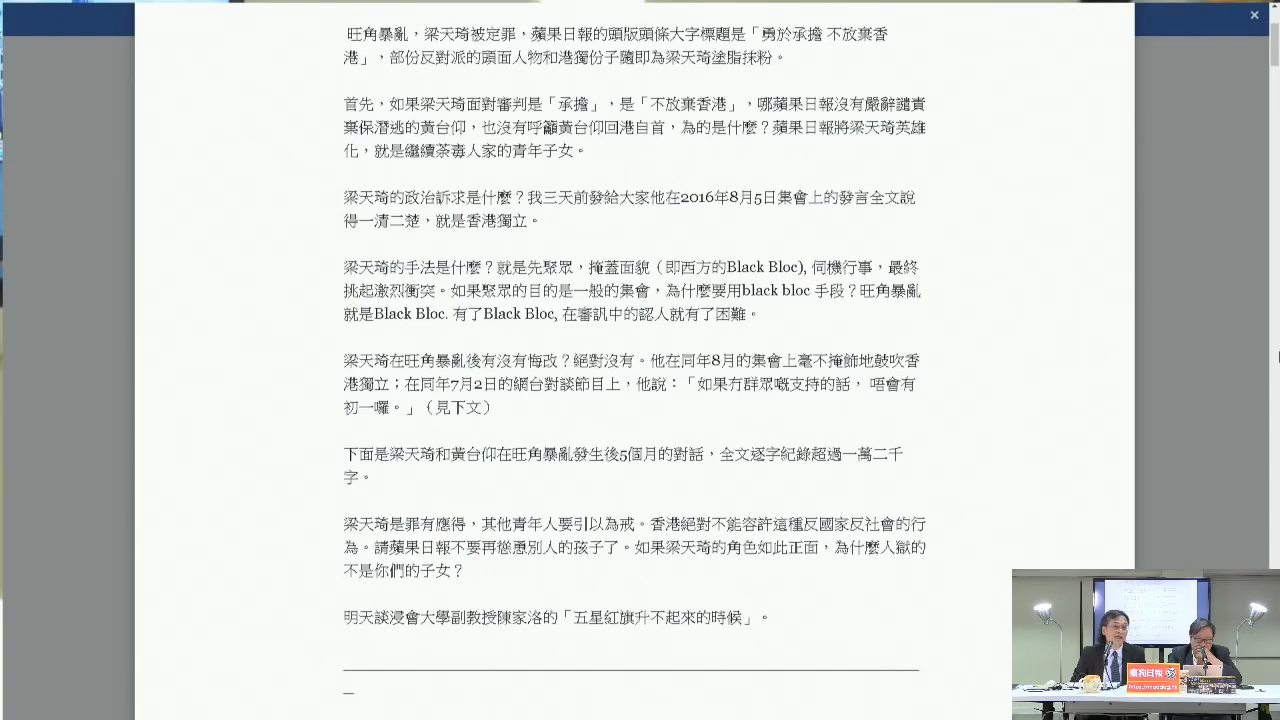 旺角暴亂，梁天琦被定罪，蘋果日報的頭版頭條大字標題是「勇於承擔 不放棄香
港」，部份反對派的頭面人物和港獨份子隨即為梁天琦塗脂抹粉。
首先，如果梁天琦面對審判是「承擔」，是「不放棄香港」，哪蘋果日報沒有嚴辭譴責
棄保潛逃的黃台仰，也沒有呼籲黃台仰回港自首，為的是什麼？蘋果日報將梁天琦英雄
化，就是繼續荼毒人家的青年子女。
梁天琦的政治訴求是什麼？我三天前發給大家他在2016年8月5日集會上的發言全文說
得一清二楚，就是香港獨立。
梁天琦的手法是什麼？就是先聚眾，掩蓋面貌（即西方的Black Bloc), 伺機行事，最終
挑起激烈衝突。如果聚眾的目的是一般的集會，為什麼要用black bloc 手段？旺角暴亂
就是Black Bloc. 有了Black Bloc, 在審訊中的認人就有了困難。
梁天琦在旺角暴亂後有沒有悔改？絕對沒有。他在同年8月的集會上毫不掩飾地鼓吹香
港獨立；在同年7月2日的網台對談節目上，他說：「如果冇群眾嘅支持的話， 唔會有
初一囉。」（見下文）
下面是梁天琦和黃台仰在旺角暴亂發生後5個月的對話，全文逐字紀錄超過一萬二千
字。
梁天琦是罪有應得，其他青年人要引以為戒。香港絕對不能容許這種反國家反社會的行
為。請蘋果日報不要再慫恿別人的孩子了。如果梁天琦的角色如此正面，為什麼入獄的
不是你們的子女？
明天談浸會大學副教授陳家洛的「五星紅旗升不起來的時候」。
瘋狗日報
https://maddog.hk